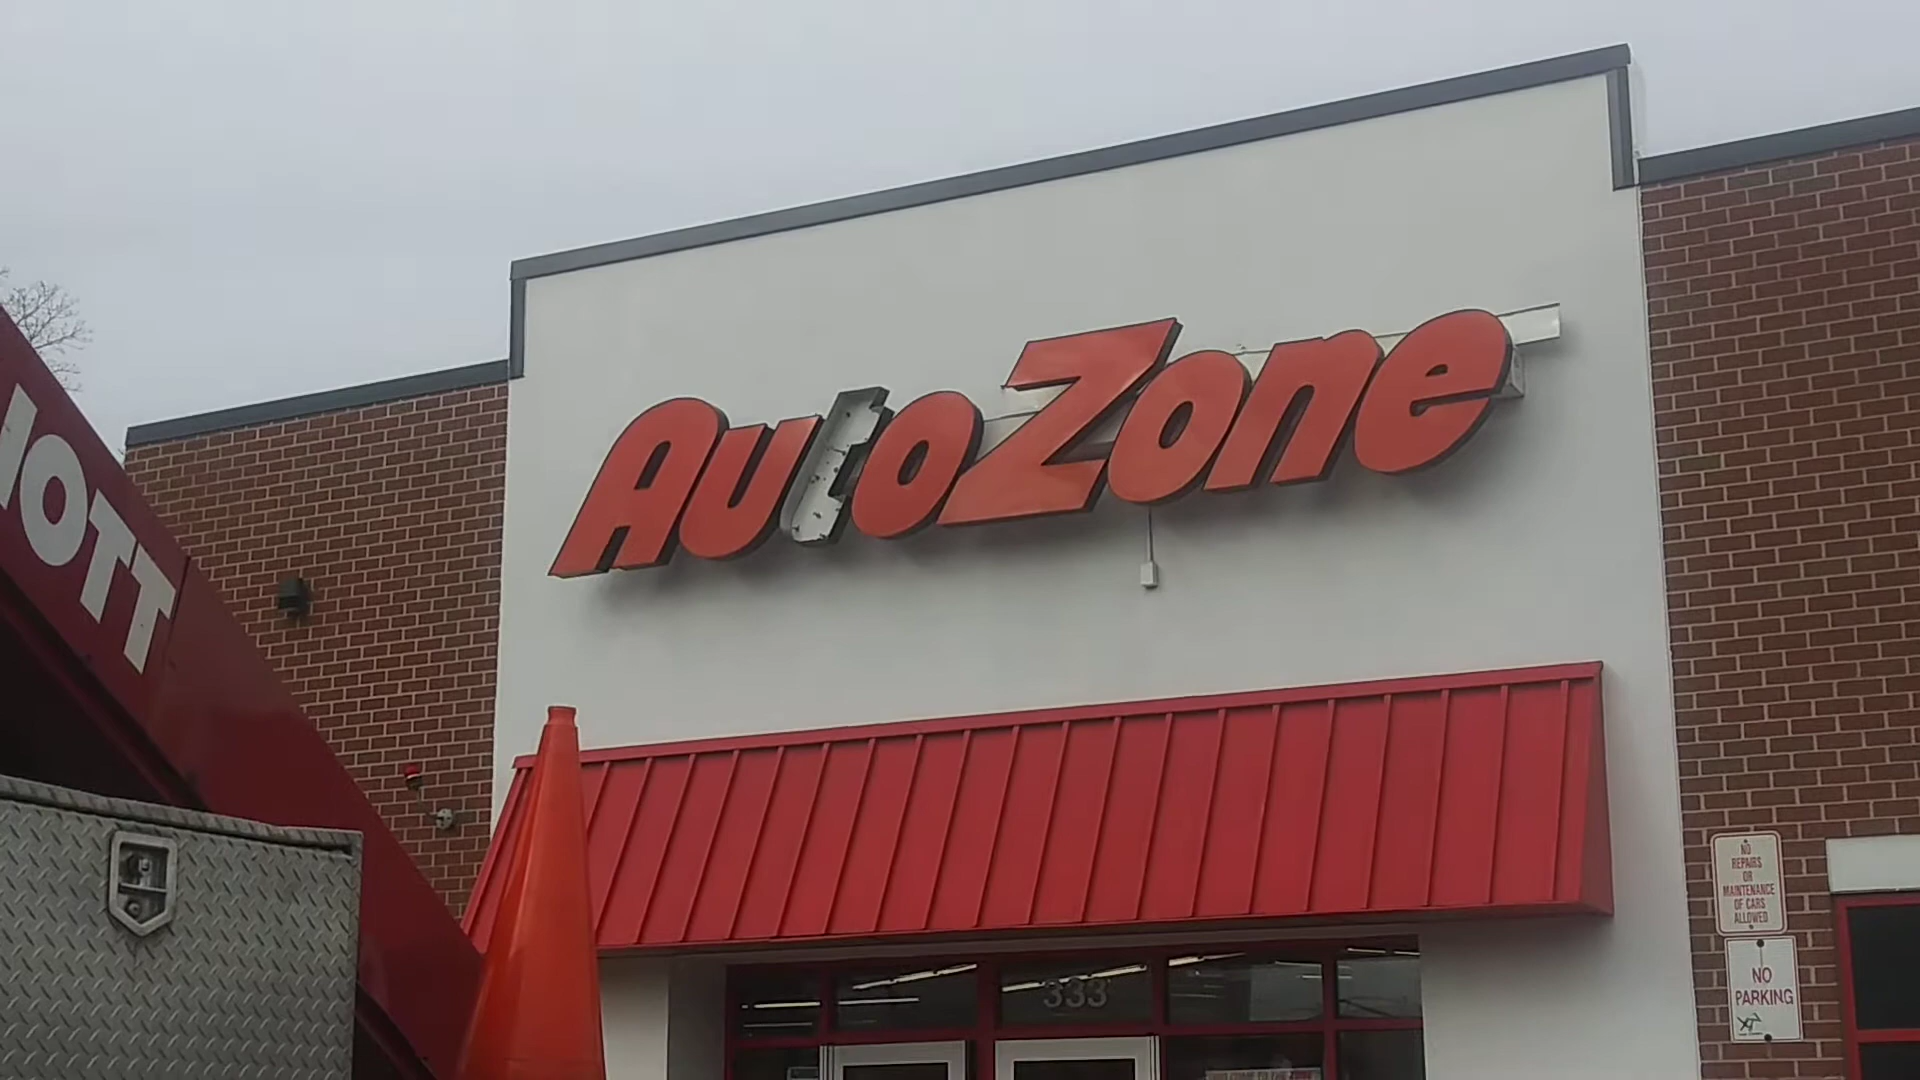 AutoZone
IOTT
333
NO
REPAIRS
OR
MAINTENANCE
OF CARS
ALLOWED
NO
PARKING